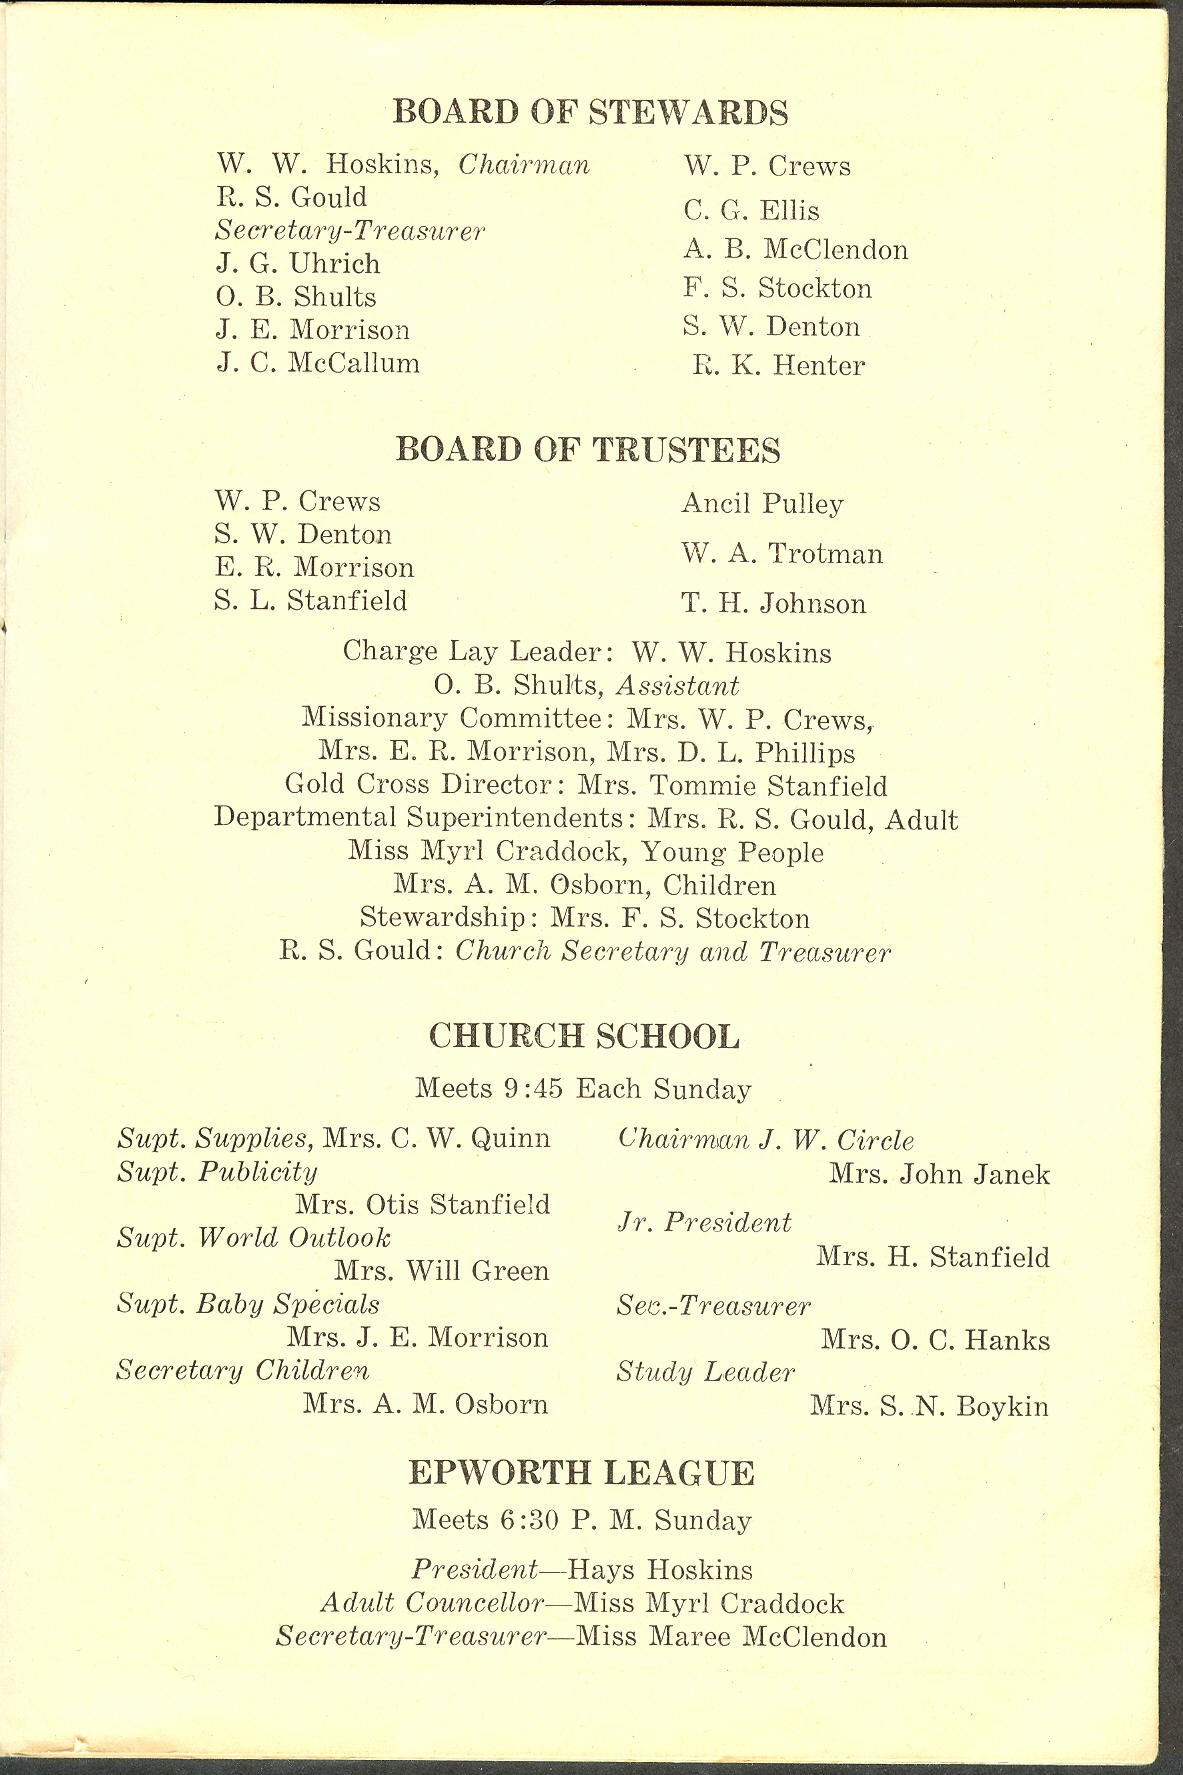 BOARD OF STEWARDS
W. W. Hoskins, Chairman
R. S. Gould
Secretary-Treasurer
J. G. Uhrich
O. B. Shults
J. E. Morrison
J. C. McCallum
W. P. Crews
C. G. Ellis
A. B. McClendon
F. S. Stockton
S. W. Denton
R. K. Henter
BOARD OF TRUSTEES
W. P. Crews
S. W. Denton
E. R. Morrison
S. L. Stanfield
Ancil Pulley
W. A. Trotman
T. H. Johnson
Charge Lay Leader: W. W. Hoskins
O. B. Shults, Assistant
Missionary Committee: Mrs. W. P. Crews,
Mrs. E. R. Morrison, Mrs. D. L. Phillips
Gold Cross Director: Mrs. Tommie Stanfield
Departmental Superintendents: Mrs. R. S. Gould, Adult
Miss Myrl Craddock, Young People
Mrs. A. M. Osborn, Children
Stewardship: Mrs. F. S. Stockton
R. S. Gould: Church Secretary and Treasurer
CHURCH SCHOOL
Meets 9:45 Each Sunday
Supt. Supplies, Mrs. C. W. Quinn
Supt. Publicity
Mrs. Otis Stanfield
Supt. World Outlook
Mrs. Will Green
Supt. Baby Specials
Mrs. J. E. Morrison
Secretary Children
Mrs. A. M. Osborn
Chairman J. W. Circle
Mrs. John Janek
Jr. President
Mrs. H. Stanfield
Sec.-Treasurer
Mrs. O. C. Hanks
Study Leader
Mrs. S. N. Boykin
EPWORTH LEAGUE
Meets 6:30 P. M. Sunday
President—Hays Hoskins
Adult Councellor—Miss Myrl Craddock
Secretary-Treasurer—Miss Maree McClendon